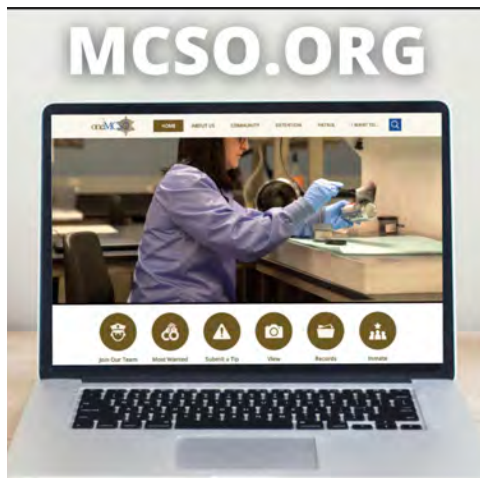 MCSO.ORG
oneMCSO HOME ABOUT US COMMUNITY DETENTION PATROL I WANT TO...
Join Our Team Most Wanted Submit a Tip View Records Inmate